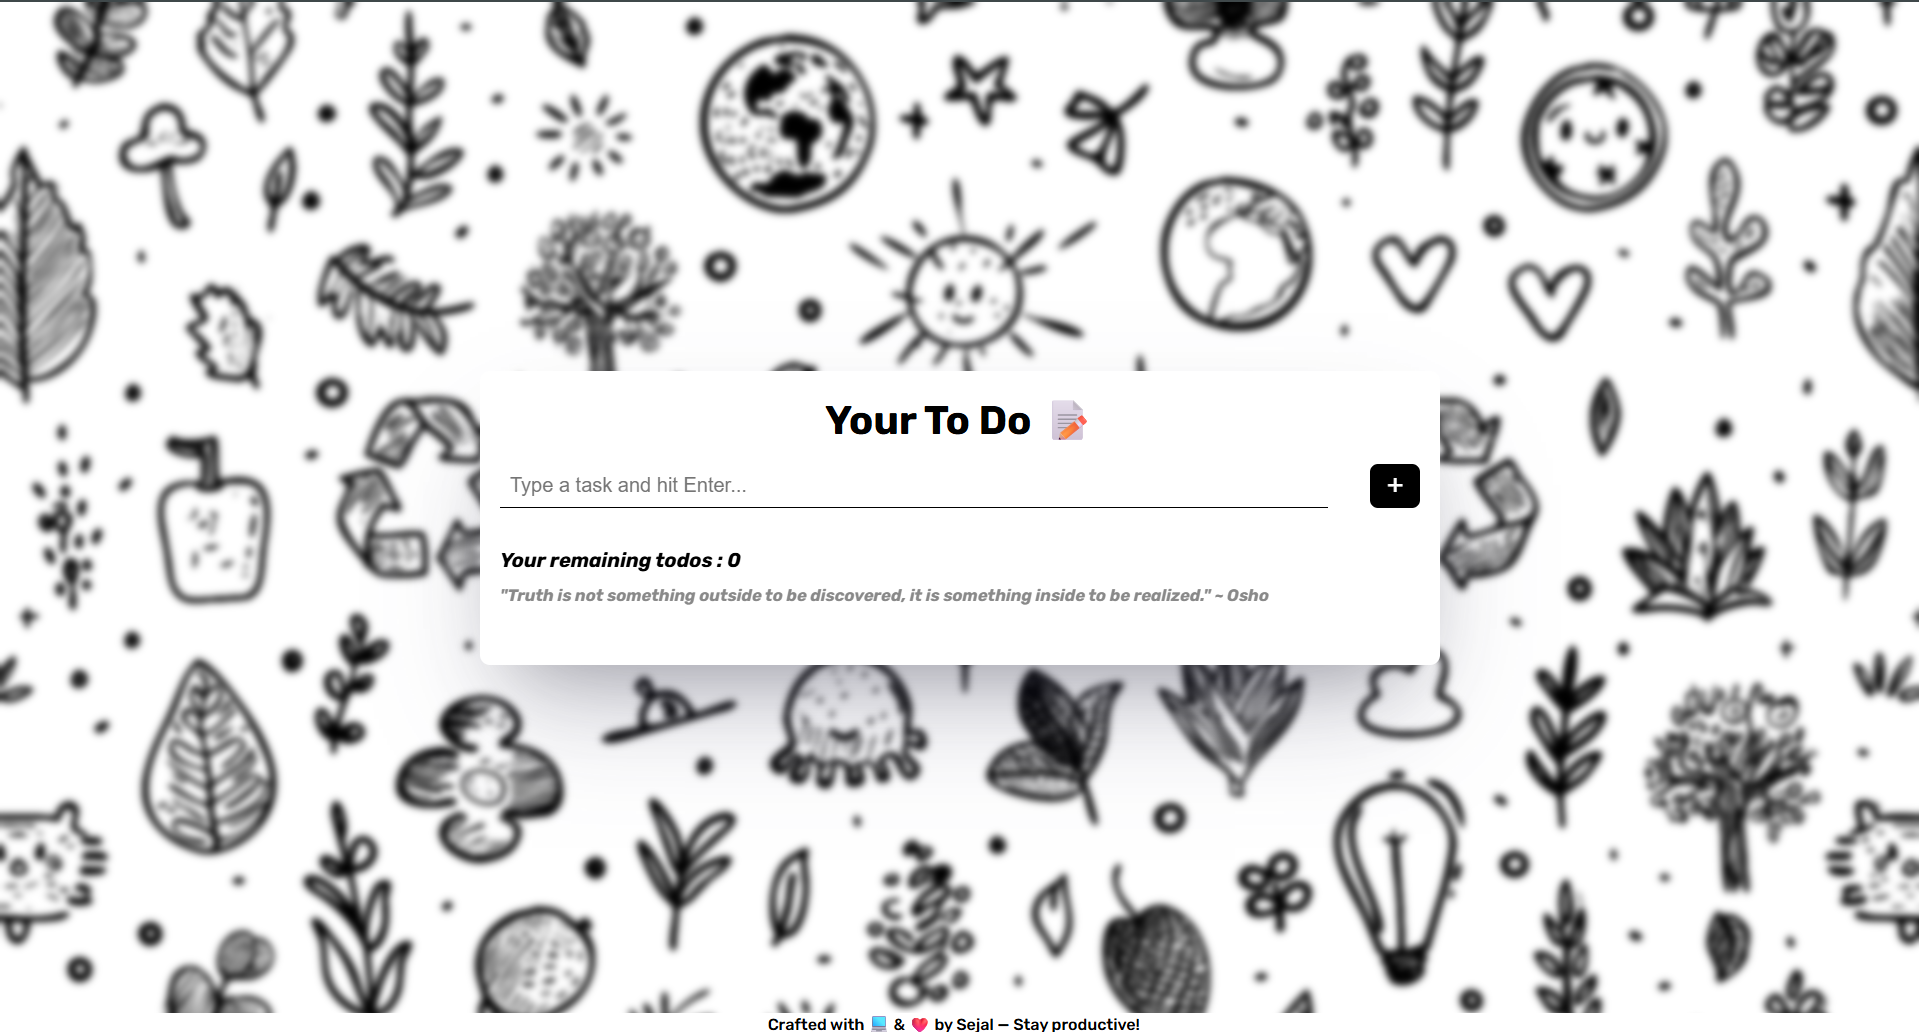 Your To Do 📝
Type a task and hit Enter...
+
Your remaining todos : 0
"Truth is not something outside to be discovered, it is something inside to be realized." ~ Osho
Crafted with 💻 & 💖 by Sejal — Stay productive!